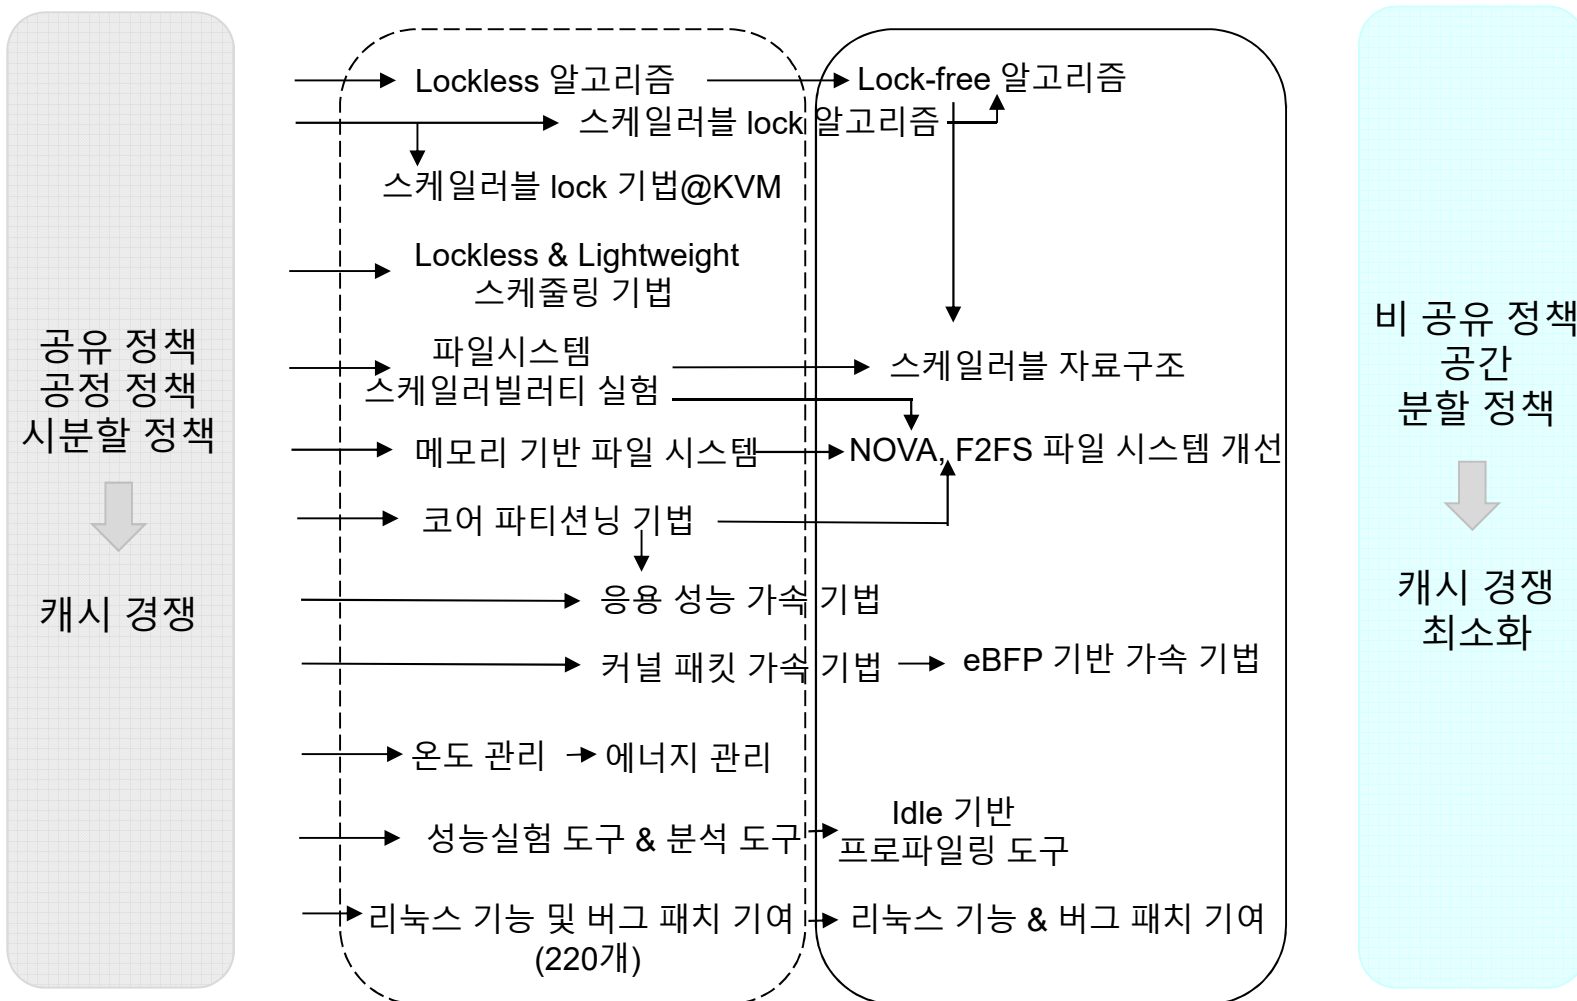 공유 정책
공정 정책
시분할 정책
캐시 경쟁
Lockless 알고리즘
스케일러블 lock 알고리즘
스케일러블 lock 기법@KVM
Lockless & Lightweight
스케줄링 기법
파일시스템
스케일러빌러티 실험
메모리 기반 파일 시스템
코어 파티션닝 기법
응용 성능 가속 기법
커널 패킷 가속 기법
온도 관리
에너지 관리
성능실험 도구 & 분석 도구
리눅스 기능 및 버그 패치 기여
(220개)
Lock-free 알고리즘
스케일러블 자료구조
NOVA, F2FS 파일 시스템 개선
eBFP 기반 가속 기법
Idle 기반
프로파일링 도구
리눅스 기능 & 버그 패치 기여
비 공유 정책
공간
분할 정책
캐시 경쟁
최소화